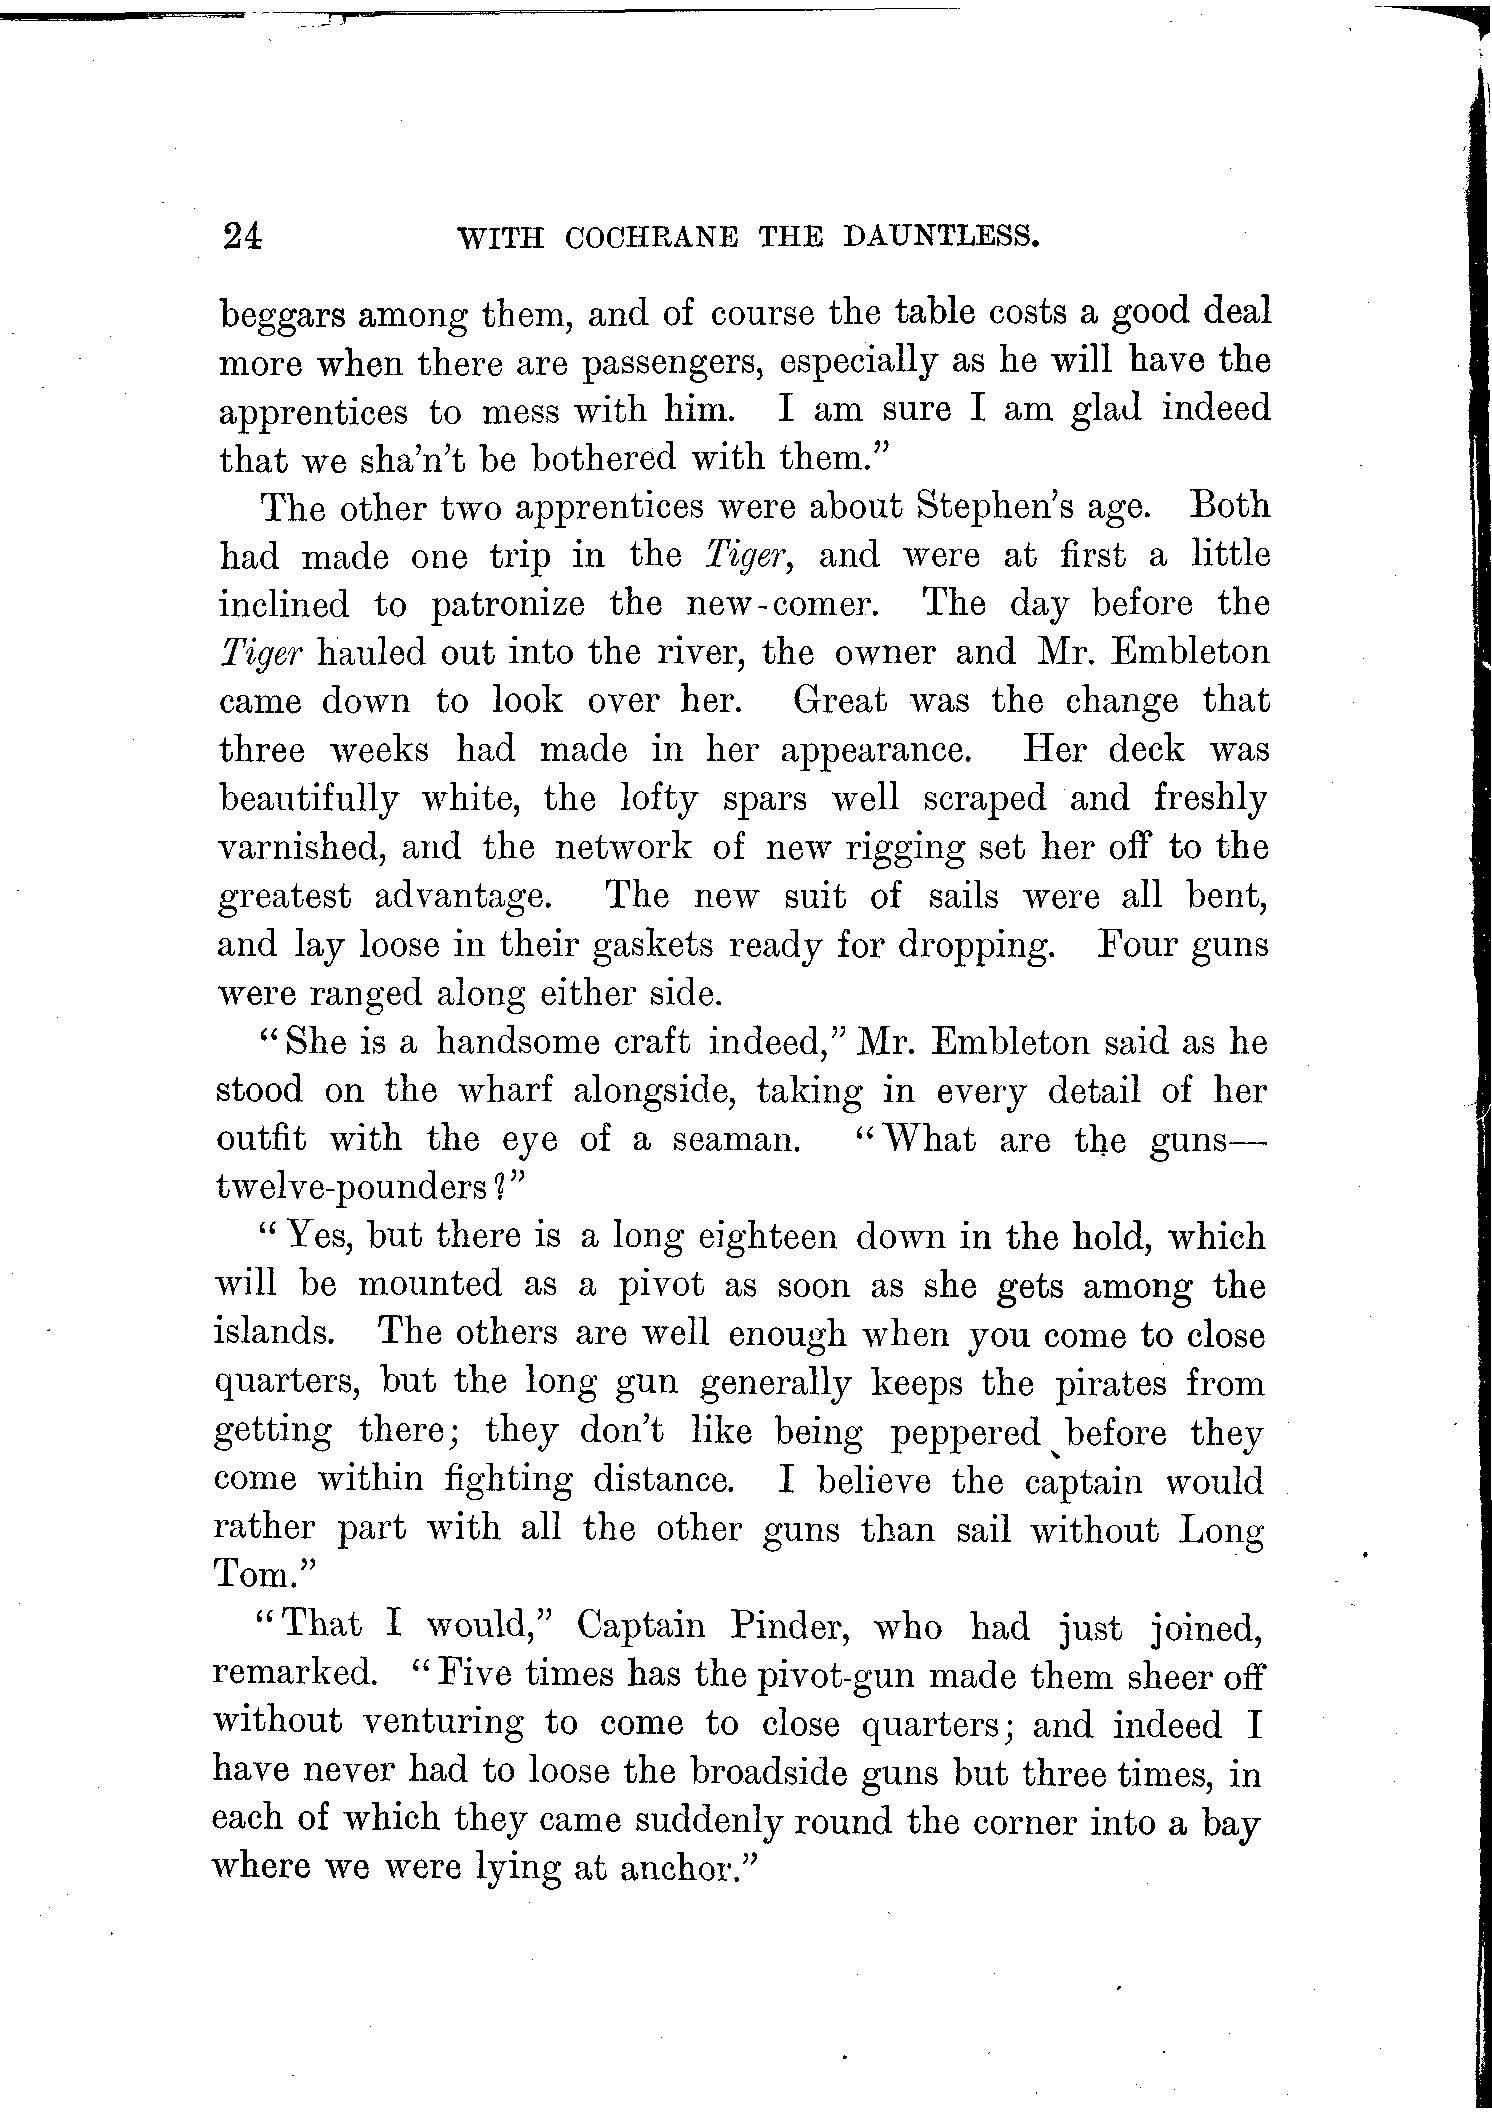 24 WITH COCHRANE THE DAUNTLESS.
beggars among them, and of course the table costs a good deal
more when there are passengers, especially as he will have the
apprentices to mess with him. I am sure I am glad indeed
that we sha'n't be bothered with them.”
The other two apprentices were about Stephen's age. Both
had made one trip in the Tiger, and were at first a little
inclined to patronize the new-comer. The day before the
Tiger hauled out into the river, the owner and Mr. Embleton
came down to look over her. Great was the change that
three weeks had made in her appearance. Her deck was
beautifully white, the lofty spars well scraped and freshly
varnished, and the network of new rigging set her off to the
greatest advantage. The new suit of sails were all bent,
and lay loose in their gaskets ready for dropping. Four guns
were ranged along either side.
“She is a handsome craft indeed,” Mr. Embleton said as he
stood on the wharf alongside, taking in every detail of her
outfit with the eye of a seaman. “What are the guns—
twelve-pounders?”
“Yes, but there is a long eighteen down in the hold, which
will be mounted as a pivot as soon as she gets among the
islands. The others are well enough when you come to close
quarters, but the long gun generally keeps the pirates from
getting there; they don't like being peppered before they
come within fighting distance. I believe the captain would
rather part with all the other guns than sail without Long
Tom.”
“That I would,” Captain Pinder, who had just joined,
remarked. “Five times has the pivot-gun made them sheer off
without venturing to come to close quarters; and indeed I
have never had to loose the broadside guns but three times, in
each of which they came suddenly round the corner into a bay
where we were lying at anchor.”